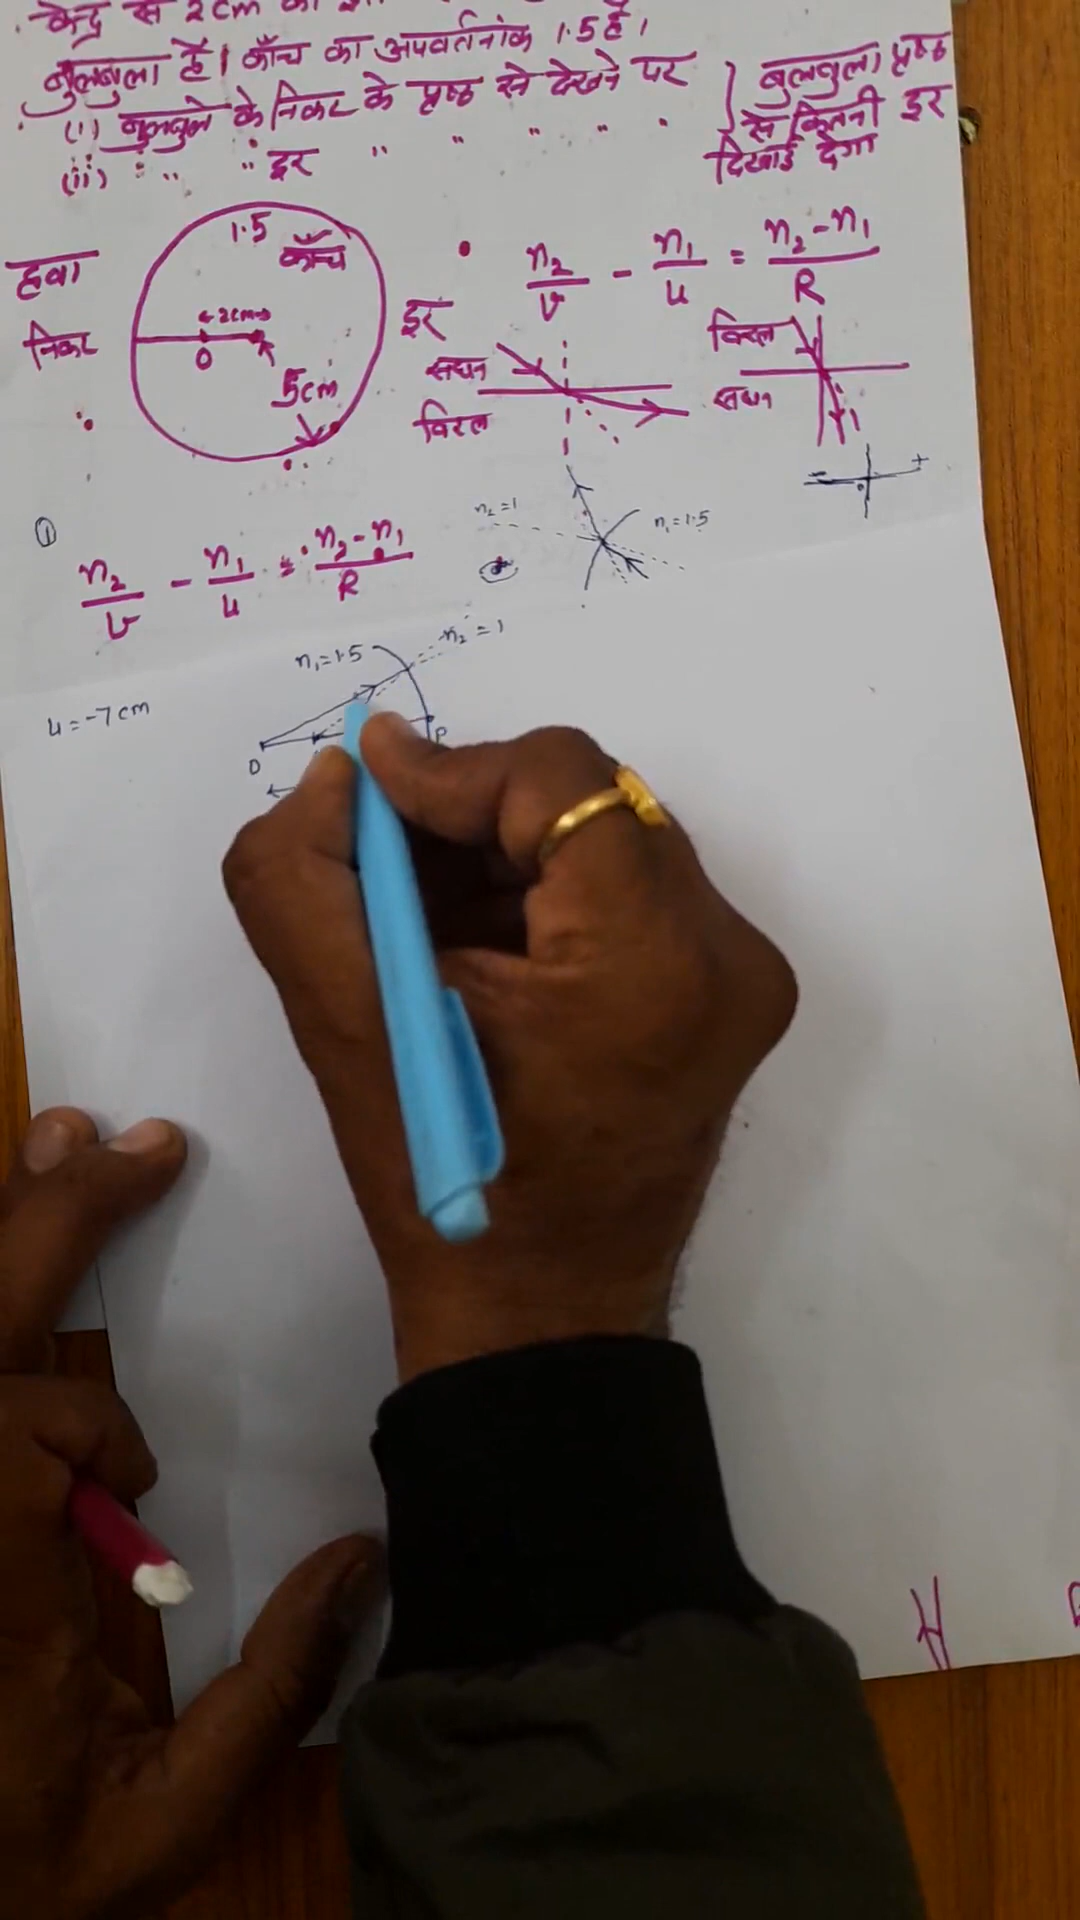 केन्द्र से 2 cm की
बुलबुला है। काँच का अपवर्तनांक 1.5 है।
(i) बुलबुले के निकट के पृष्ठ से देखने पर
(ii) " " दूर " " " "
बुलबुला पृष्ठ
से कितनी दूर
दिखाई देगा
हवा
निकट
1.5
काँच
2cm
O
5cm
दूर
n₂/v - n₁/u = n₂-n₁/R
सघन
विरल
विरल
सघन
- +
①
n₂/v - n₁/u = n₂-n₁/R
n₂=1
n₁=1.5
n₁=1.5
n₂=1
u=-7cm
O
P